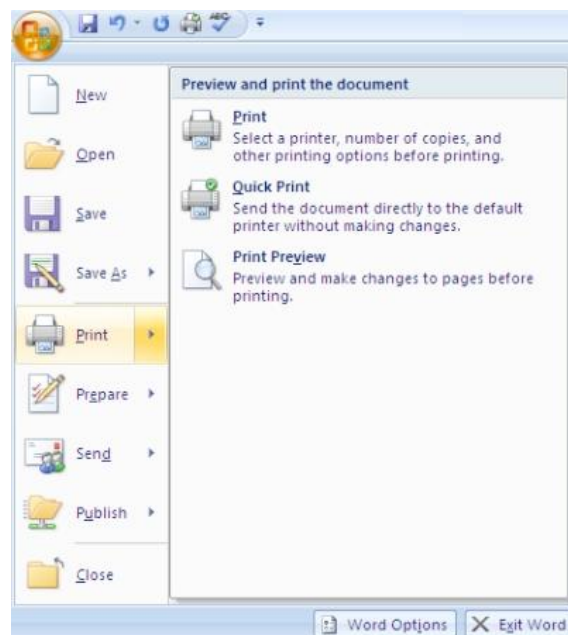 New
Open
Save
Save As
Print
Prepare
Send
Publish
Close
Preview and print the document
Print
Select a printer, number of copies, and
other printing options before printing.
Quick Print
Send the document directly to the default
printer without making changes.
Print Preview
Preview and make changes to pages before
printing.
Word Options
Exit Word